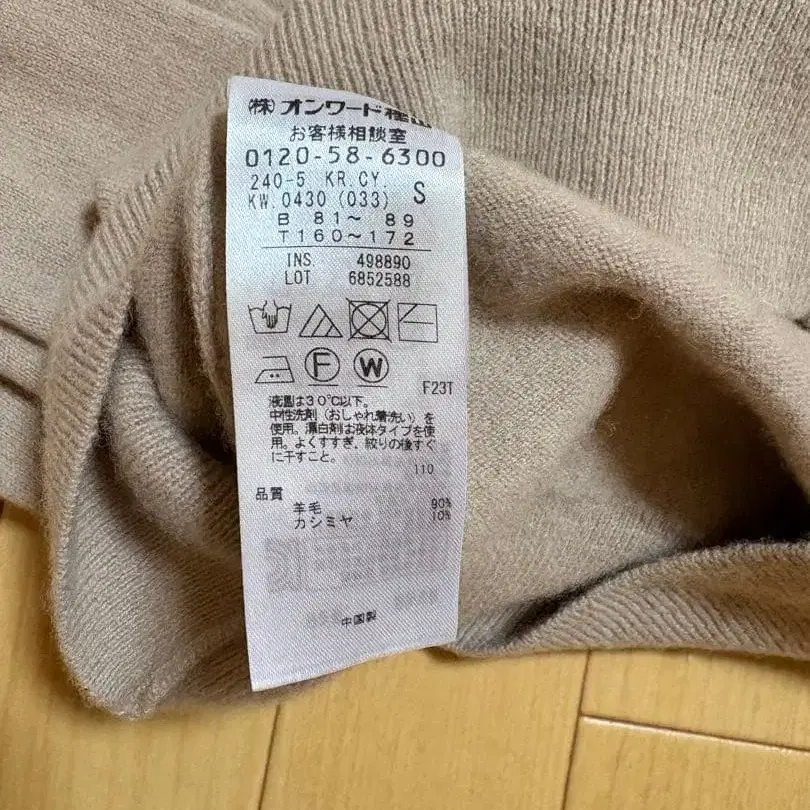 (株)オンワード樫山
お客様相談室
0120-58-6300
240-5 KR.CY.
KW.0430 (033) S
B 81~ 89
T160~172
INS 498890
LOT 6852588
F W
F23T
液温は30℃以下。
中性洗剤(おしゃれ着洗い)を
使用。漂白剤は液体タイプを使
用。よくすすぎ、絞りの後すぐ
に干すこと。
110
品質
羊毛 90%
カシミヤ 10%
中国製